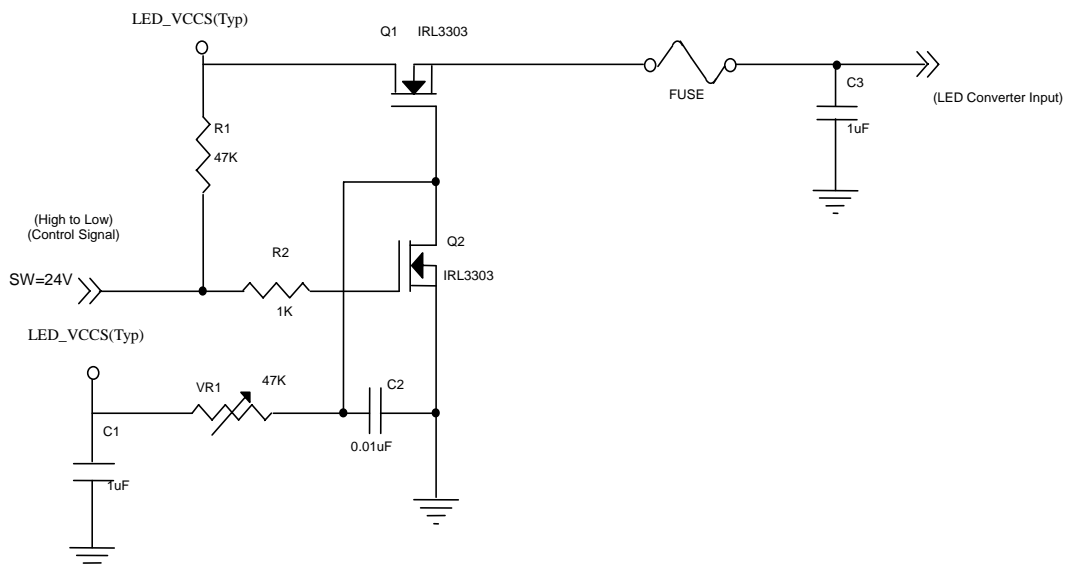 LED_VCCS(Typ)
Q1 IRL3303
FUSE
C3
1uF
(LED Converter Input)
R1
47K
(High to Low)
(Control Signal)
SW=24V
R2
1K
Q2
IRL3303
LED_VCCS(Typ)
VR1
47K
C2
0.01uF
C1
1uF